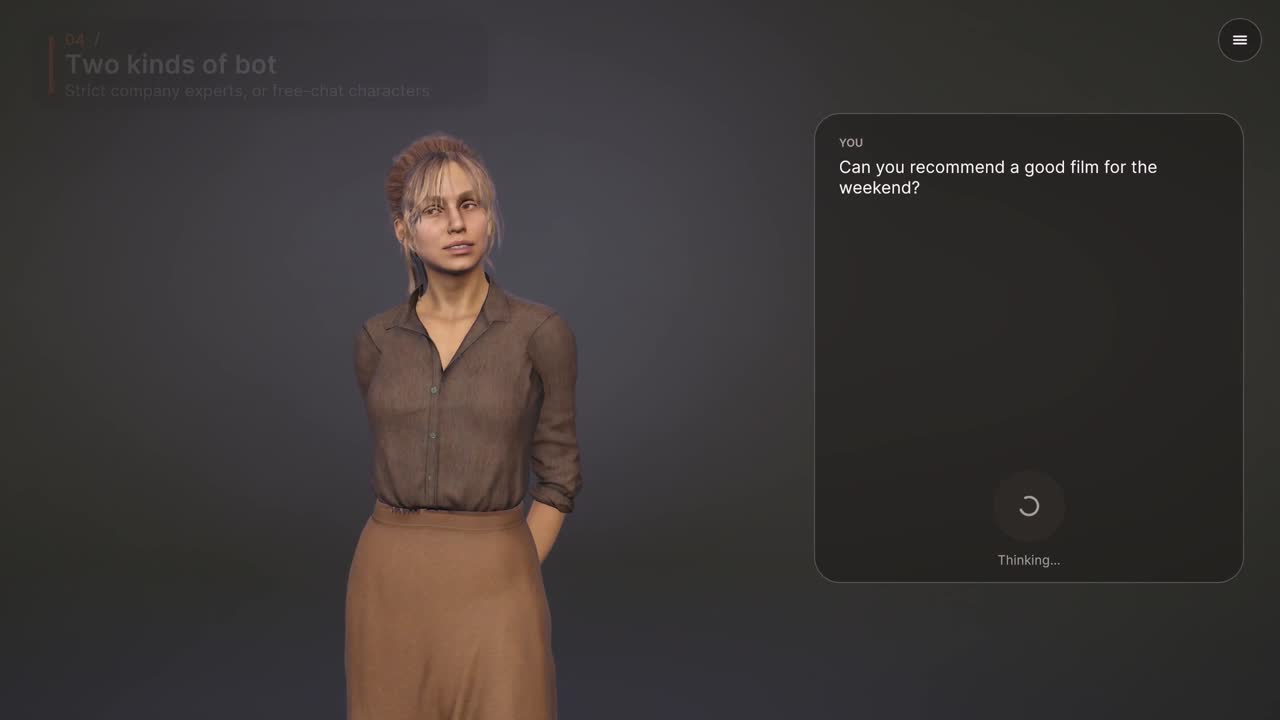 04 /
Two kinds of bot
Strict company experts, or free-chat characters
YOU
Can you recommend a good film for the
weekend?
Thinking...